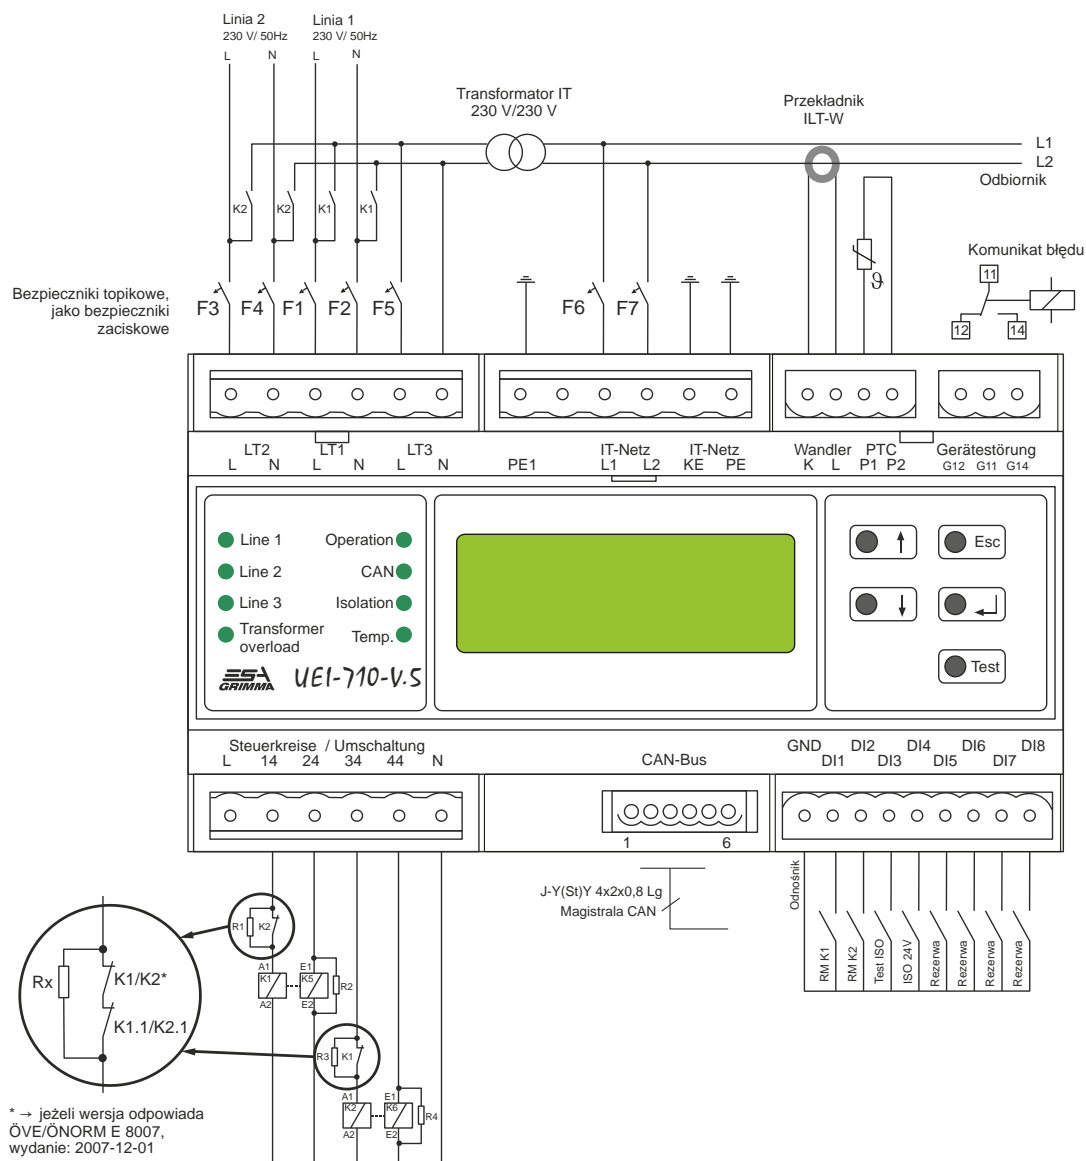 Linia 2
230 V/ 50Hz
L N
Linia 1
230 V/ 50Hz
L N
Transformator IT
230 V/230 V
Przekładnik
ILT-W
L1
L2
Odbiornik
K2 K2 K1 K1
Komunikat błędu
11
12 14
ϑ
Bezpieczniki topikowe,
jako bezpieczniki
zaciskowe
F3 F4 F1 F2 F5 F6 F7
LT2 LT1 LT3
L N L N L N
PE1
IT-Netz IT-Netz
L1 L2 KE PE
Wandler PTC
K L P1 P2
Gerätestörung
G12 G11 G14
Line 1 Operation
Line 2 CAN
Line 3 Isolation
Transformer
overload
Temp.
ESA
GRIMMA
UEI-710-V.5
↑ Esc
↓ ↵
Test
Steuerkreise / Umschaltung
L 14 24 34 44 N
CAN-Bus
1 6
GND DI2 DI4 DI6 DI8
DI1 DI3 DI5 DI7
J-Y(St)Y 4x2x0,8 Lg
Magistrala CAN
Odnośnik
RM K1
RM K2
Test ISO
ISO 24V
Rezerwa
Rezerwa
Rezerwa
Rezerwa
R1 K2
A1 E1
K1 K5 R2
A2 E2
R3 K1
A1 E1
K2 K6 R4
A2 E2
Rx
K1/K2*
K1.1/K2.1
* → jeżeli wersja odpowiada
ÖVE/ÖNORM E 8007,
wydanie: 2007-12-01